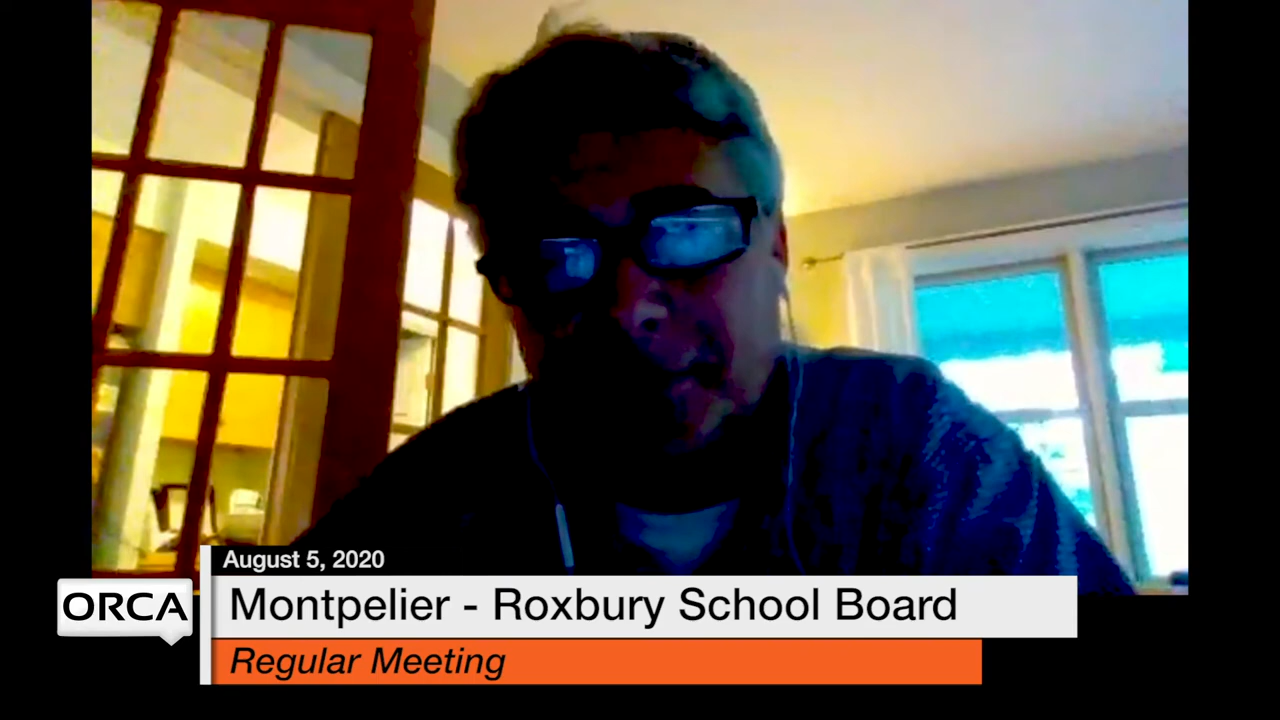 August 5, 2020
ORCA
Montpelier - Roxbury School Board
Regular Meeting